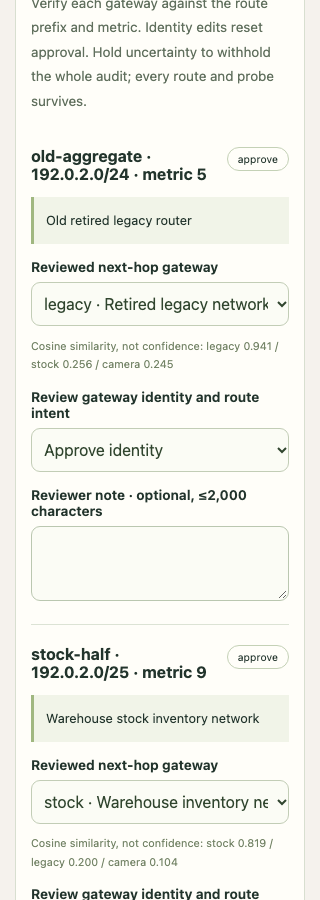 Verify each gateway against the route
prefix and metric. Identity edits reset
approval. Hold uncertainty to withhold
the whole audit; every route and probe
survives.
old-aggregate ·
192.0.2.0/24 · metric 5
approve
Old retired legacy router
Reviewed next-hop gateway
legacy · Retired legacy network
Cosine similarity, not confidence: legacy 0.941 /
stock 0.256 / camera 0.245
Review gateway identity and route
intent
Approve identity
Reviewer note · optional, ≤2,000
characters
stock-half ·
192.0.2.0/25 · metric 9
approve
Warehouse stock inventory network
Reviewed next-hop gateway
stock · Warehouse inventory ne
Cosine similarity, not confidence: stock 0.819 /
legacy 0.200 / camera 0.104
Review gateway identity and route